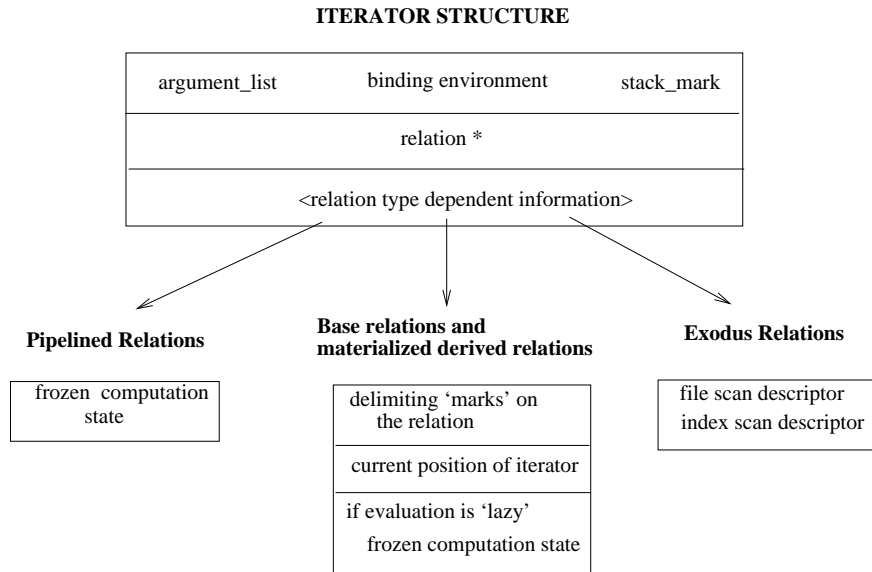 ITERATOR STRUCTURE
argument_list binding environment stack_mark
relation *
<relation type dependent information>
Pipelined Relations
frozen computation
state
Base relations and
materialized derived relations
delimiting ‘marks’ on
the relation
current position of iterator
if evaluation is ‘lazy’
frozen computation state
Exodus Relations
file scan descriptor
index scan descriptor